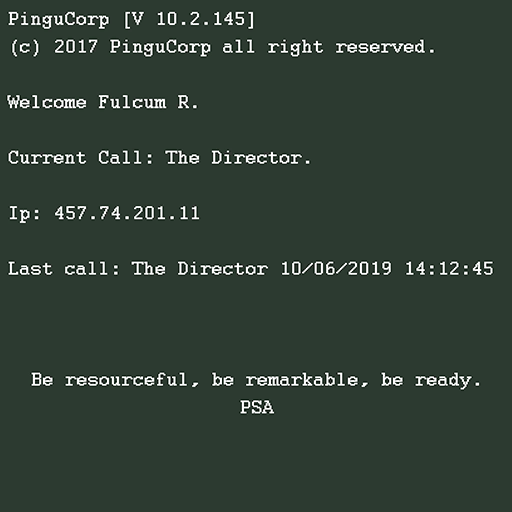 PinguCorp [V 10.2.145]
(c) 2017 PinguCorp all right reserved.
Welcome Fulcum R.
Current Call: The Director.
Ip: 457.74.201.11
Last call: The Director 10/06/2019 14:12:45
Be resourceful, be remarkable, be ready.
PSA